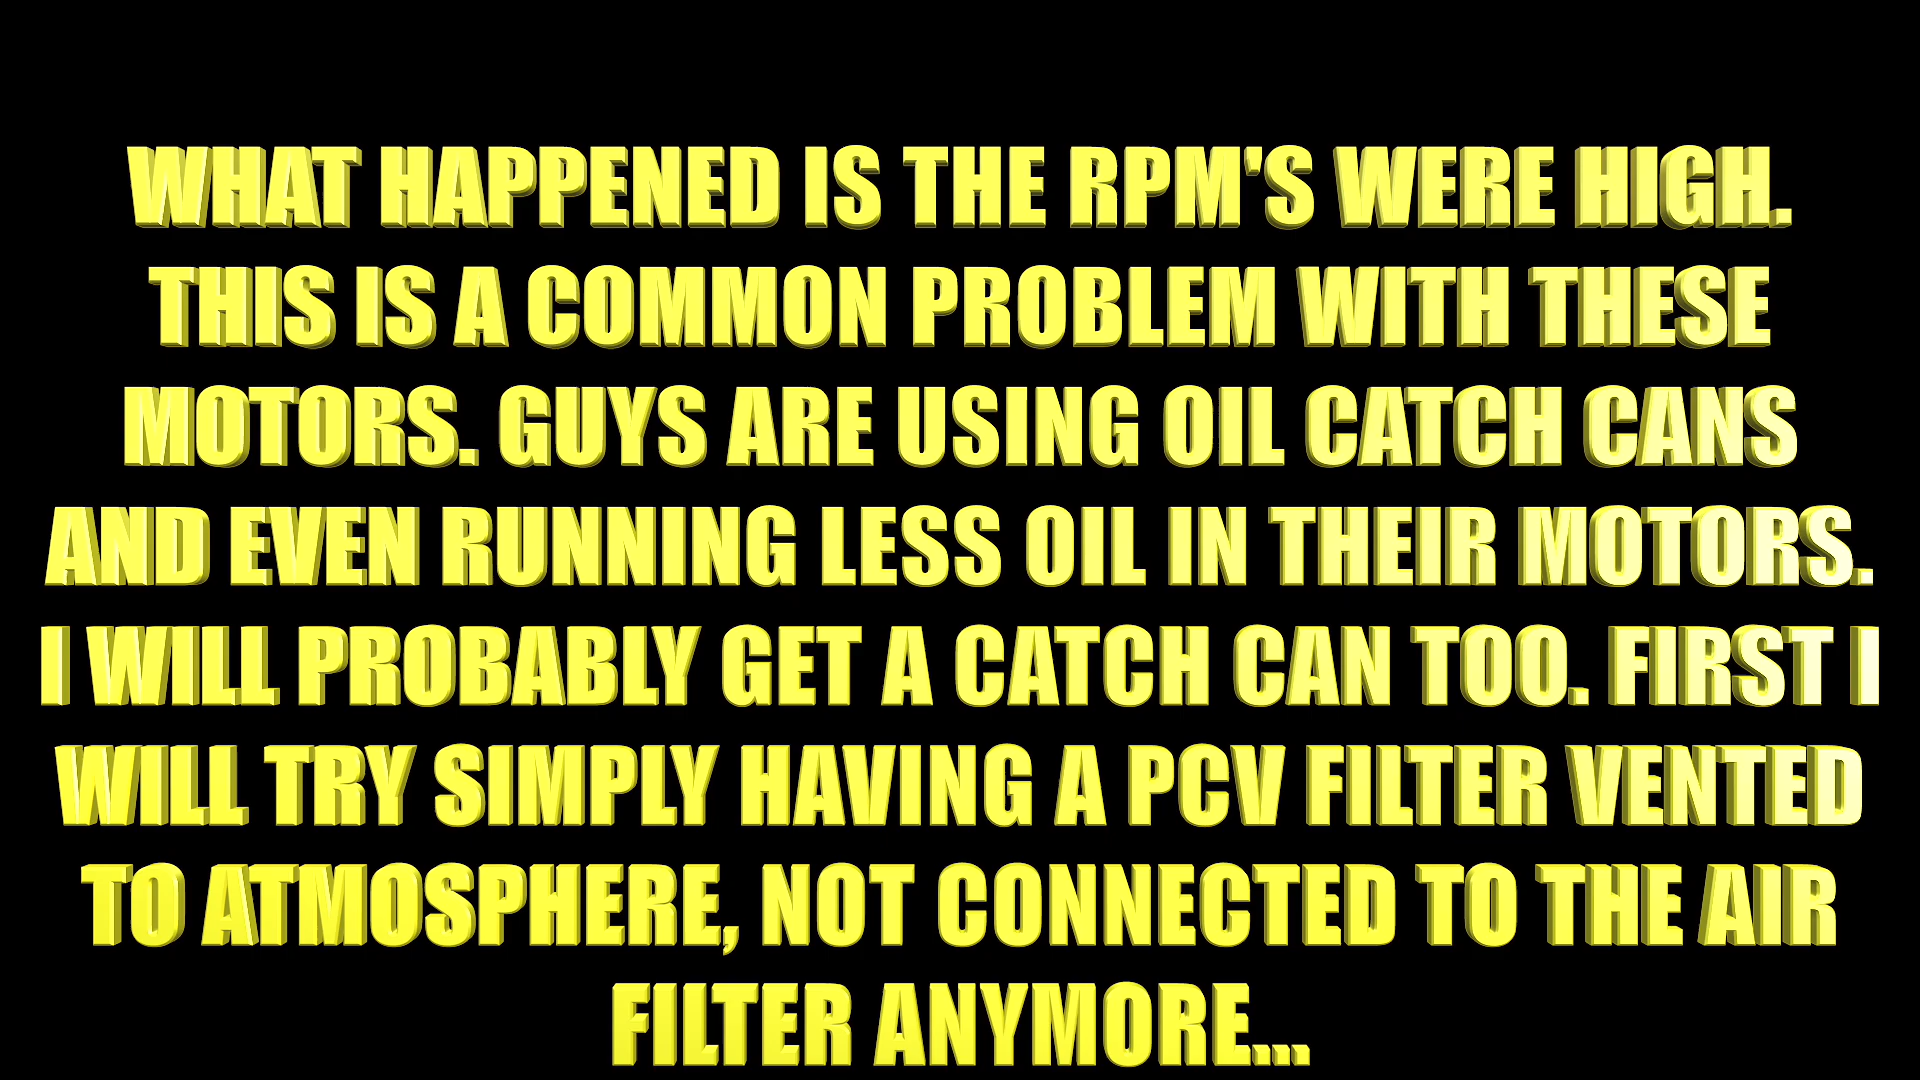 WHAT HAPPENED IS THE RPM'S WERE HIGH.
THIS IS A COMMON PROBLEM WITH THESE
MOTORS. GUYS ARE USING OIL CATCH CANS
AND EVEN RUNNING LESS OIL IN THEIR MOTORS.
I WILL PROBABLY GET A CATCH CAN TOO. FIRST I
WILL TRY SIMPLY HAVING A PCV FILTER VENTED
TO ATMOSPHERE, NOT CONNECTED TO THE AIR
FILTER ANYMORE...